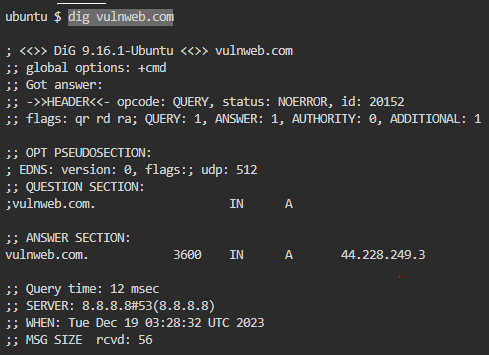 ubuntu $ dig vulnweb.com
; <<>> DiG 9.16.1-Ubuntu <<>> vulnweb.com
;; global options: +cmd
;; Got answer:
;; ->>HEADER<<- opcode: QUERY, status: NOERROR, id: 20152
;; flags: qr rd ra; QUERY: 1, ANSWER: 1, AUTHORITY: 0, ADDITIONAL: 1
;; OPT PSEUDOSECTION:
; EDNS: version: 0, flags:; udp: 512
;; QUESTION SECTION:
;vulnweb.com. IN A
;; ANSWER SECTION:
vulnweb.com. 3600 IN A 44.228.249.3
;; Query time: 12 msec
;; SERVER: 8.8.8.8#53(8.8.8.8)
;; WHEN: Tue Dec 19 03:28:32 UTC 2023
;; MSG SIZE rcvd: 56